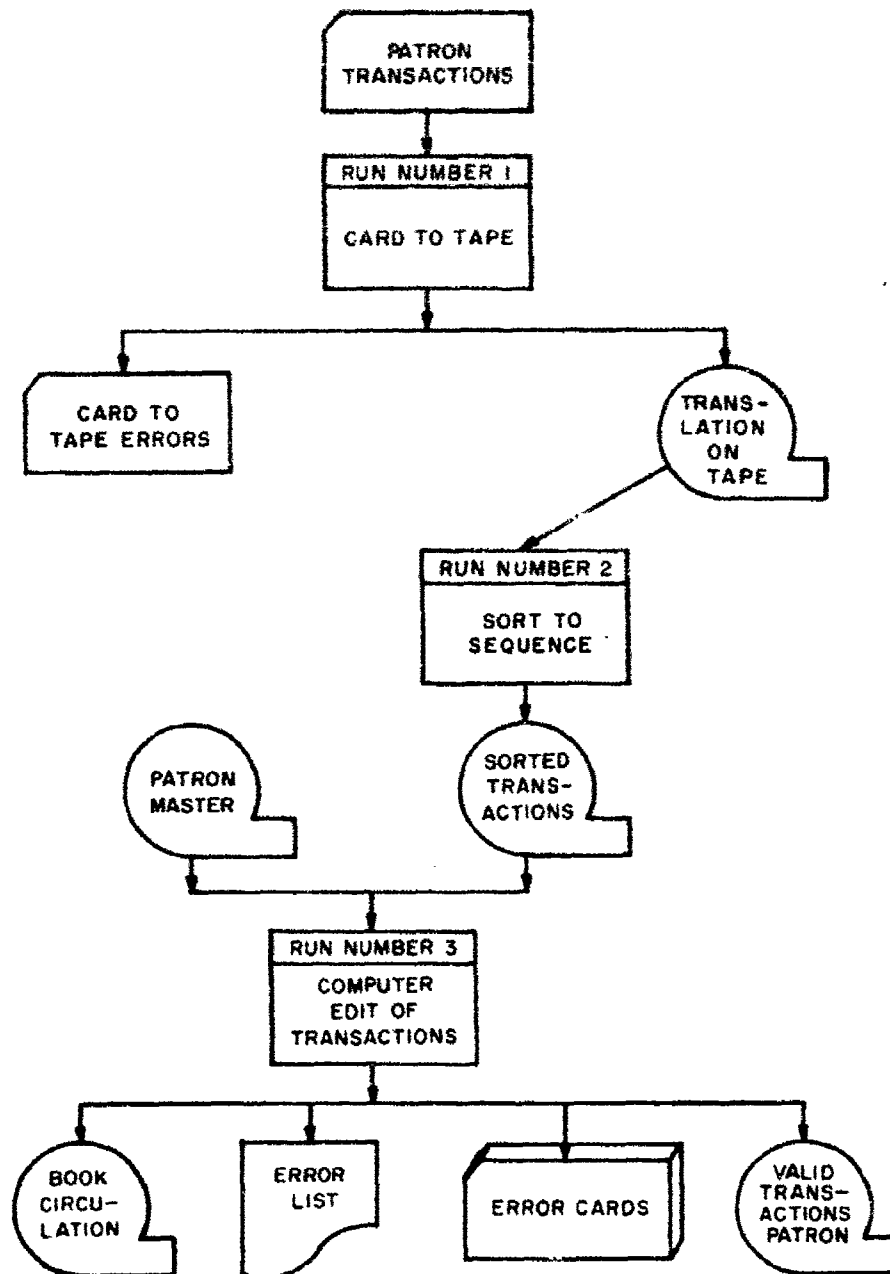 PATRON
TRANSACTIONS
RUN NUMBER 1
CARD TO TAPE
CARD TO
TAPE ERRORS
TRANS-
LATION
ON
TAPE
RUN NUMBER 2
SORT TO
SEQUENCE
PATRON
MASTER
SORTED
TRANS-
ACTIONS
RUN NUMBER 3
COMPUTER
EDIT OF
TRANSACTIONS
BOOK
CIRCU-
LATION
ERROR
LIST
ERROR CARDS
VALID
TRANS-
ACTIONS
PATRON